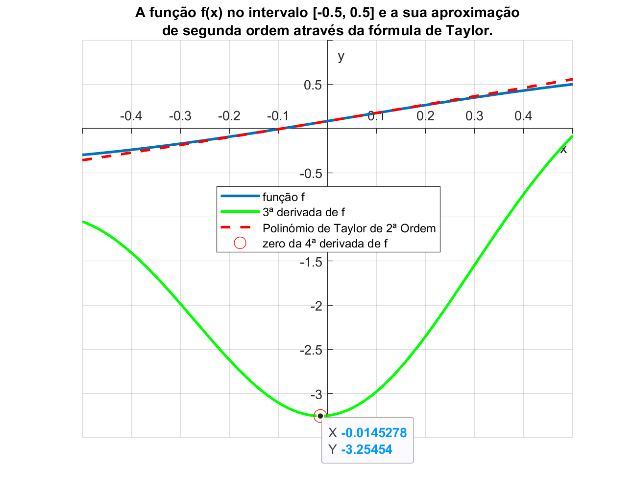 A função f(x) no intervalo [-0.5, 0.5] e a sua aproximação
de segunda ordem através da fórmula de Taylor.
y
0.5
-0.4 -0.3 -0.2 -0.1 0.1 0.2 0.3 0.4
x
-0.5
função f
3ª derivada de f
Polinómio de Taylor de 2ª Ordem
zero da 4ª derivada de f
-1.5
-2
-2.5
-3
X -0.0145278
Y -3.25454